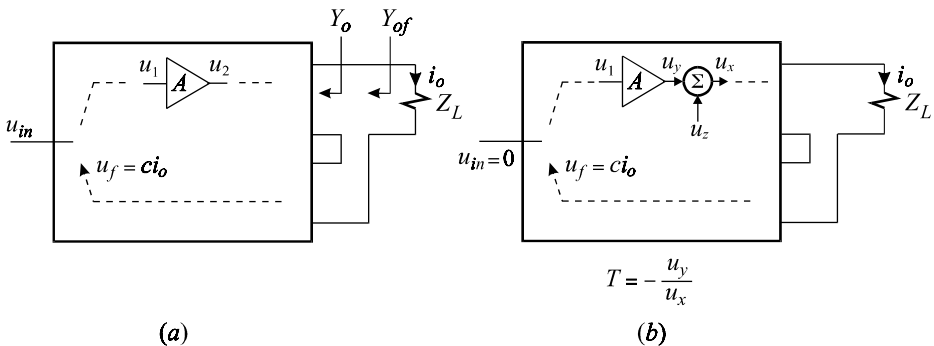 Y_o Y_of
u_1 A u_2
i_o
Z_L
u_in
u_f = ci_o
(a)
u_1 A u_y Σ u_x
u_z
i_o
Z_L
u_in = 0
u_f = ci_o
T = − u_y / u_x
(b)